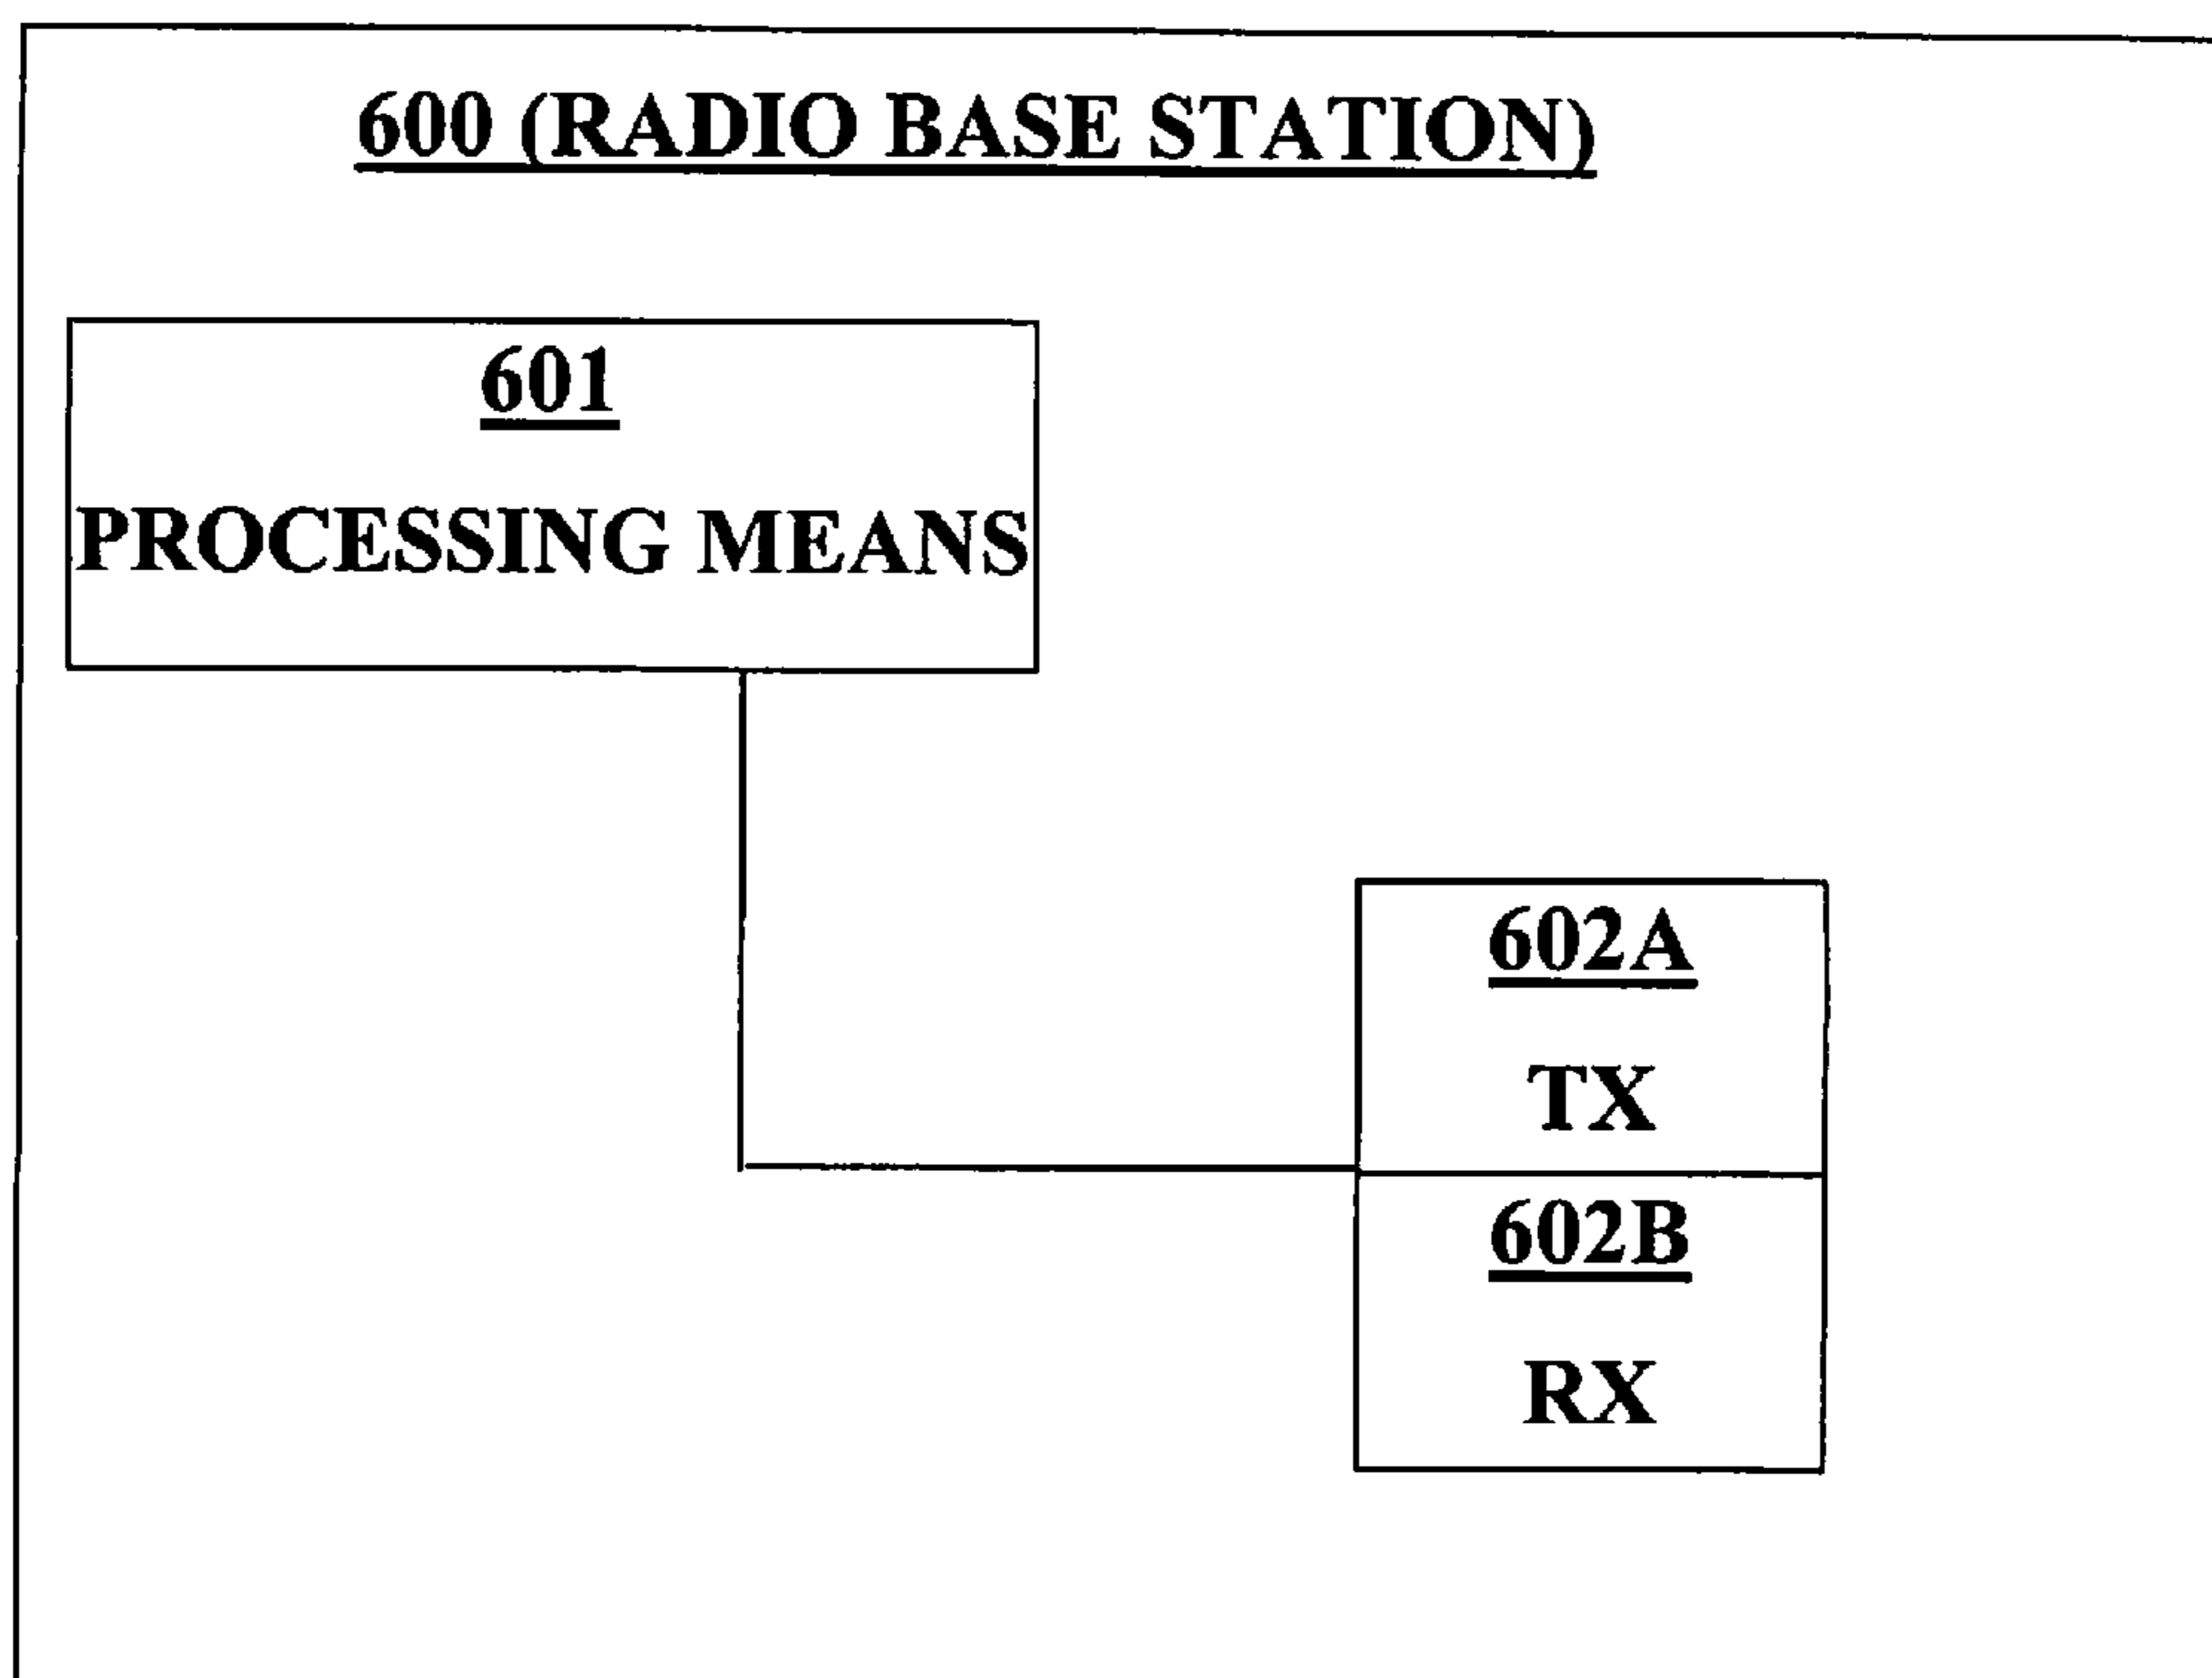 600 (RADIO BASE STATION)
601
PROCESSING MEANS
602A
TX
602B
RX